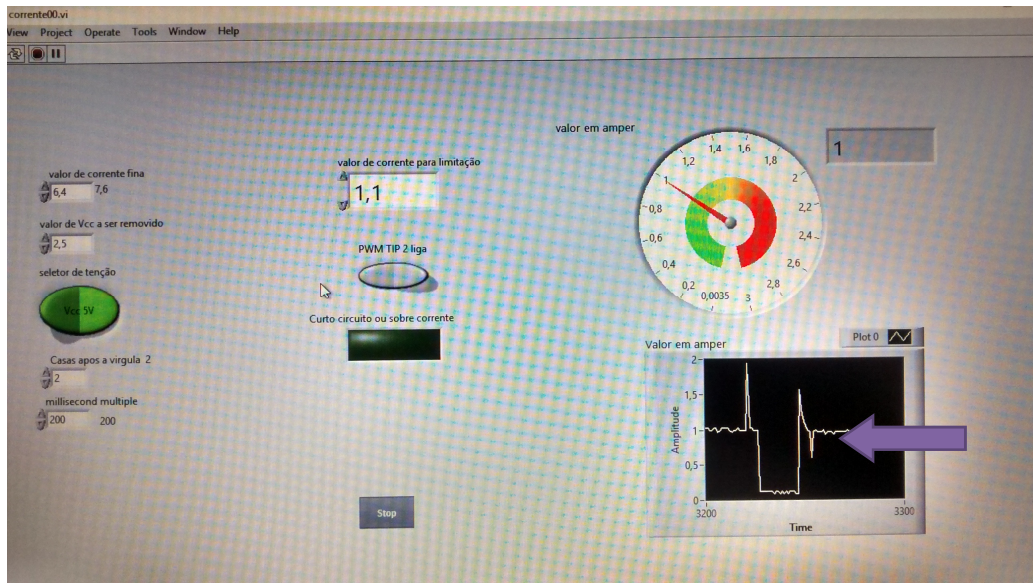 corrente00.vi
View Project Operate Tools Window Help
valor de corrente fina
6,4 7,6
valor de Vcc a ser removido
2,5
seletor de tenção
Vcc 5V
Casas apos a virgula 2
2
millisecond multiple
200 200
valor de corrente para limitação
1,1
PWM TIP 2 liga
Curto circuito ou sobre corrente
Stop
valor em amper
1
0,0035
0,2
0,4
0,6
0,8
1
1,2
1,4
1,6
1,8
2
2,2
2,4
2,6
2,8
3
Valor em amper
Plot 0
Amplitude
2
1,5
1
0,5
0
3200 3300
Time